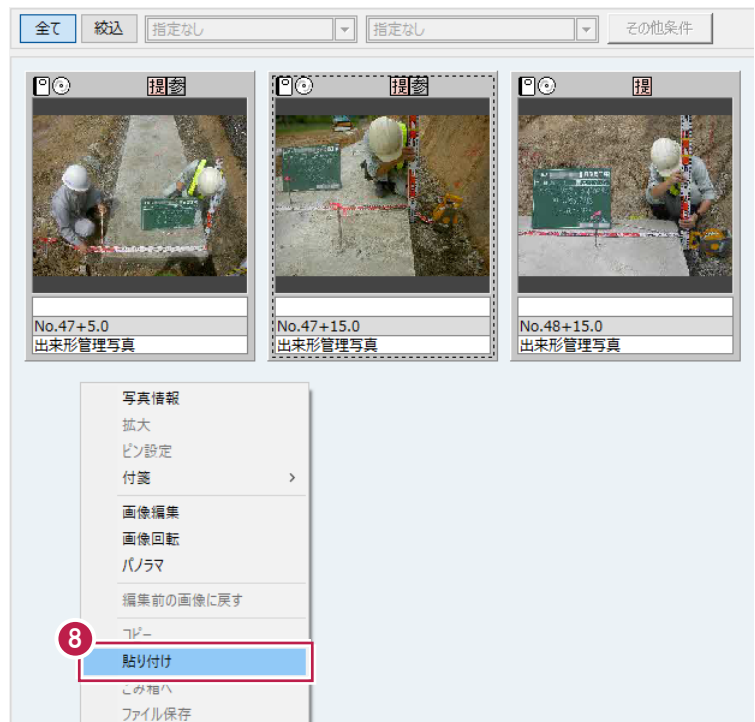 全て 絞込 指定なし 指定なし その他条件
提参 提参 提
No.47+5.0 No.47+15.0 No.48+15.0
出来形管理写真 出来形管理写真 出来形管理写真
写真情報
拡大
ピン設定
付箋
画像編集
画像回転
パノラマ
編集前の画像に戻す
コピー
8
貼り付け
ごみ箱へ
ファイル保存